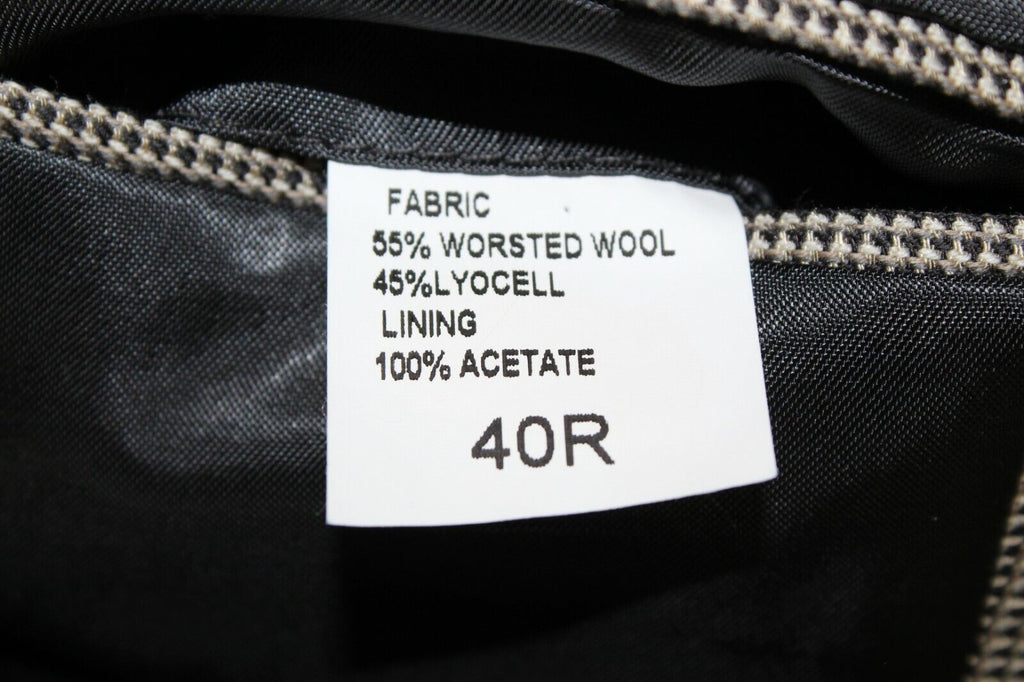 FABRIC
55% WORSTED WOOL
45%LYOCELL
LINING
100% ACETATE
40R